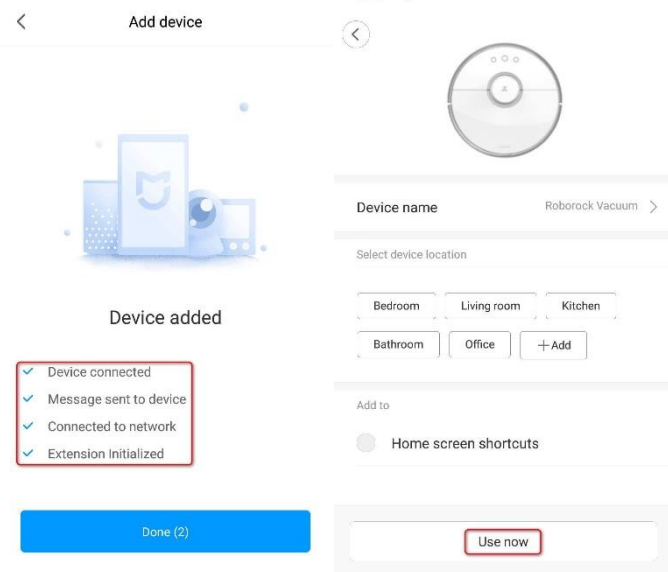 Add device
Device added
Device connected
Message sent to device
Connected to network
Extension Initialized
Done (2)
Device name
Roborock Vacuum
Select device location
Bedroom
Living room
Kitchen
Bathroom
Office
+Add
Add to
Home screen shortcuts
Use now